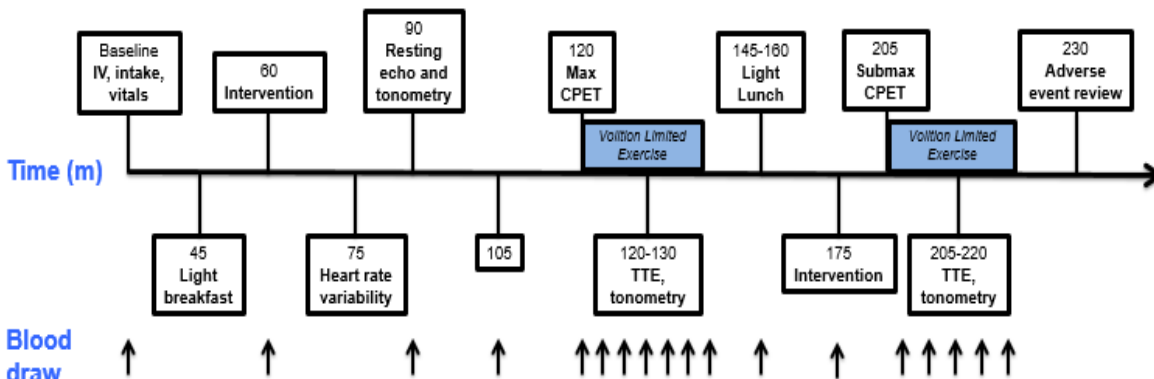 Baseline
IV, intake,
vitals
60
Intervention
90
Resting
echo and
tonometry
120
Max
CPET
Volition Limited
Exercise
145-160
Light
Lunch
205
Submax
CPET
Volition Limited
Exercise
230
Adverse
event review
Time (m)
45
Light
breakfast
75
Heart rate
variability
105
120-130
TTE,
tonometry
175
Intervention
205-220
TTE,
tonometry
Blood
draw